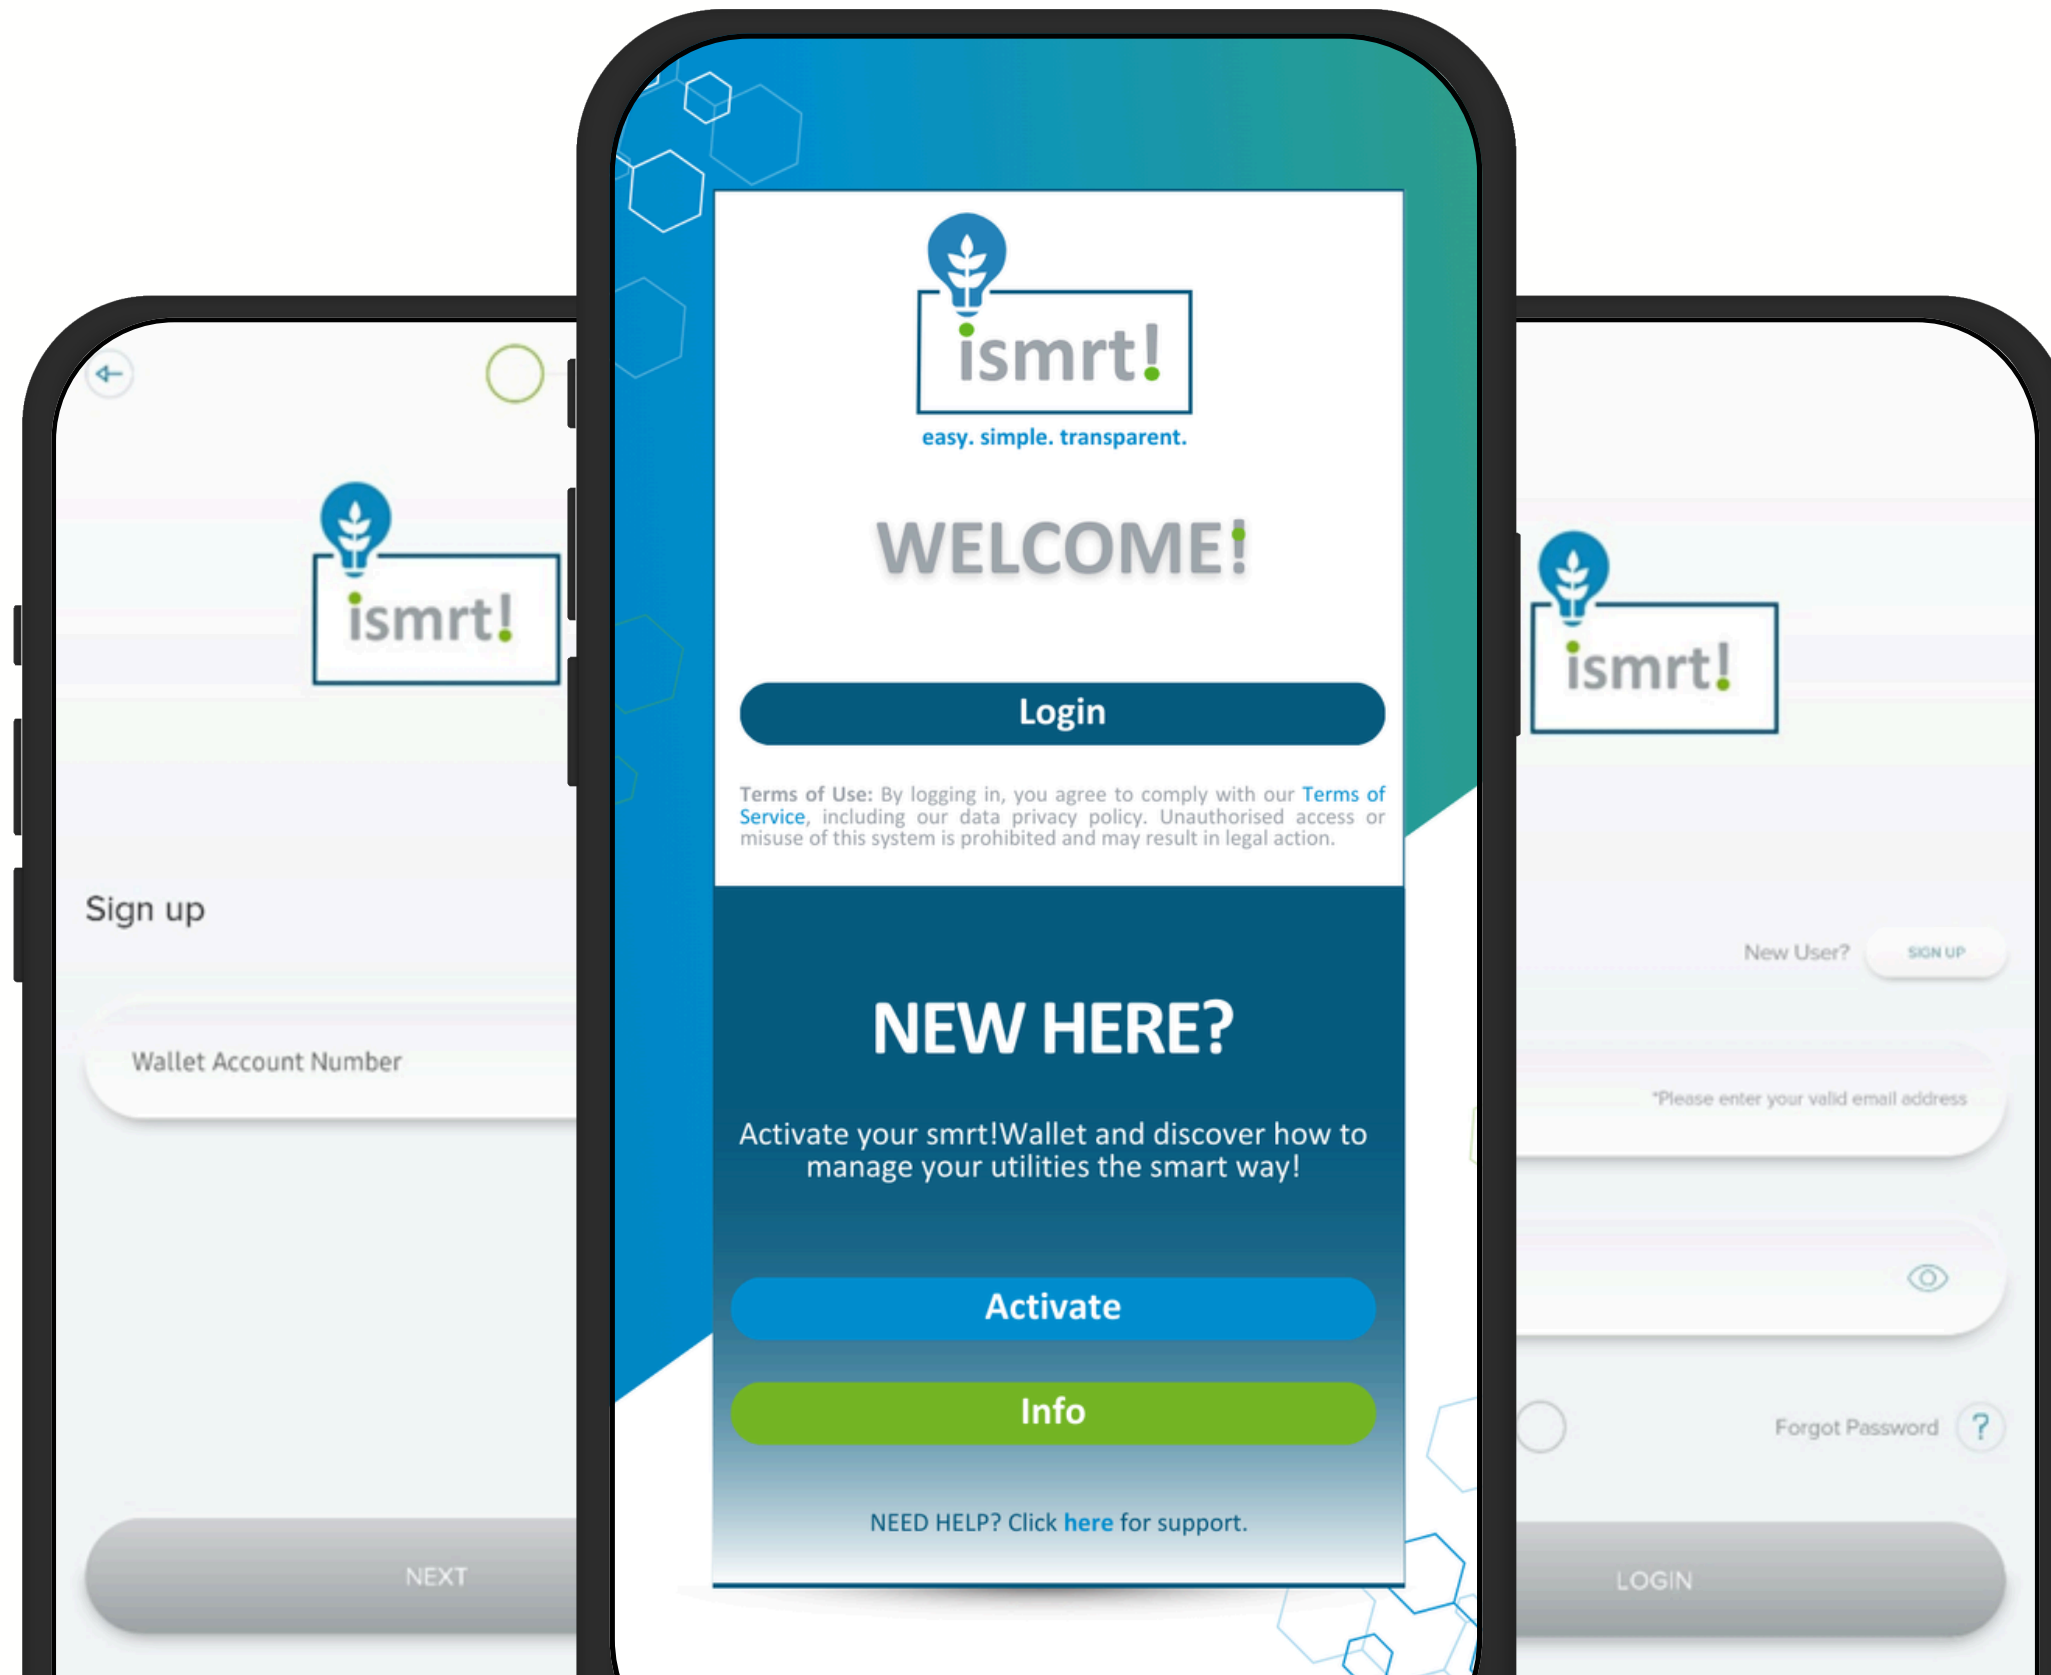 ismrt!
Sign up
Wallet Account Number
NEXT
ismrt!
easy. simple. transparent.
WELCOME!
Login
Terms of Use: By logging in, you agree to comply with our Terms of
Service, including our data privacy policy. Unauthorised access or
misuse of this system is prohibited and may result in legal action.
NEW HERE?
Activate your smrt!Wallet and discover how to
manage your utilities the smart way!
Activate
Info
NEED HELP? Click here for support.
ismrt!
New User? SIGN UP
*Please enter your valid email address
Forgot Password ?
LOGIN